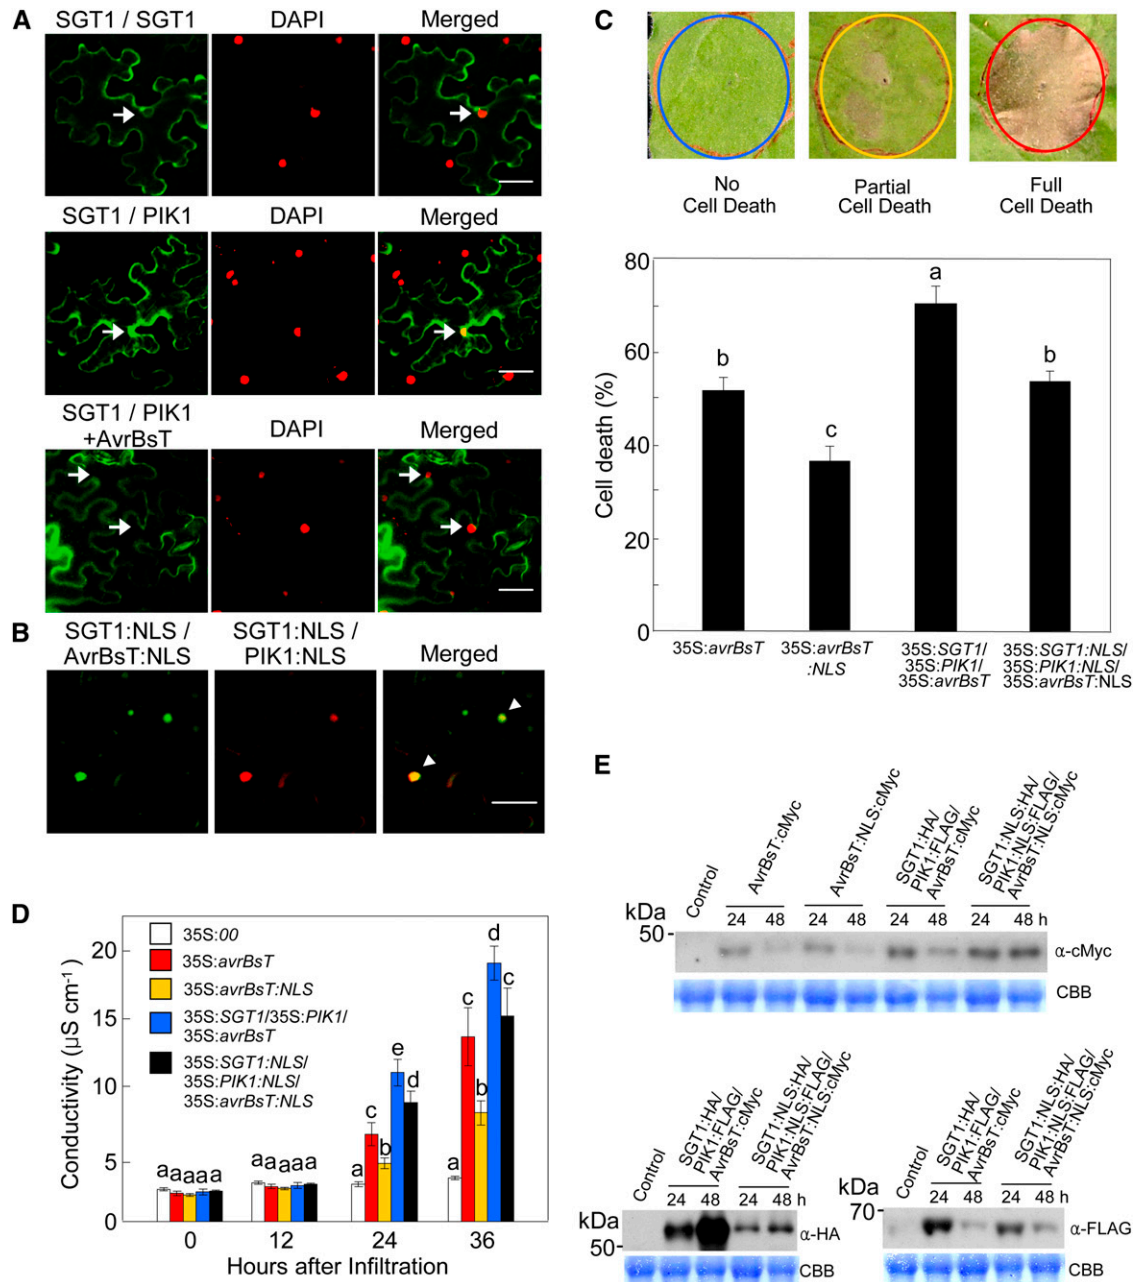 A
SGT1 / SGT1
DAPI
Merged
SGT1 / PIK1
DAPI
Merged
SGT1 / PIK1
+AvrBsT
DAPI
Merged
B
SGT1:NLS /
AvrBsT:NLS
SGT1:NLS /
PIK1:NLS
Merged
C
No
Cell Death
Partial
Cell Death
Full
Cell Death
Cell death (%)
80
60
40
20
0
b
c
a
b
35S:avrBsT
35S:avrBsT
:NLS
35S:SGT1/
35S:PIK1/
35S:avrBsT
35S:SGT1:NLS/
35S:PIK1:NLS/
35S:avrBsT:NLS
D
Conductivity (µS cm-1)
20
15
10
5
0
35S:00
35S:avrBsT
35S:avrBsT:NLS
35S:SGT1/35S:PIK1/
35S:avrBsT
35S:SGT1:NLS/
35S:PIK1:NLS/
35S:avrBsT:NLS
a a a a a
a a a a a
a c b e d
a c b d c
0 12 24 36
Hours after Infiltration
E
Control
AvrBsT:cMyc
AvrBsT:NLS:cMyc
SGT1:HA/
PIK1:FLAG/
AvrBsT:cMyc
SGT1:NLS:HA/
PIK1:NLS:FLAG/
AvrBsT:NLS:cMyc
kDa
24 48 24 48 24 48 24 48 h
50
α-cMyc
CBB
Control
SGT1:HA/
PIK1:FLAG/
AvrBsT:cMyc
SGT1:NLS:HA/
PIK1:NLS:FLAG/
AvrBsT:NLS:cMyc
24 48 24 48 h
kDa
50
α-HA
CBB
Control
SGT1:HA/
PIK1:FLAG/
AvrBsT:cMyc
SGT1:NLS:HA/
PIK1:NLS:FLAG/
AvrBsT:NLS:cMyc
kDa
24 48 24 48 h
70
α-FLAG
CBB